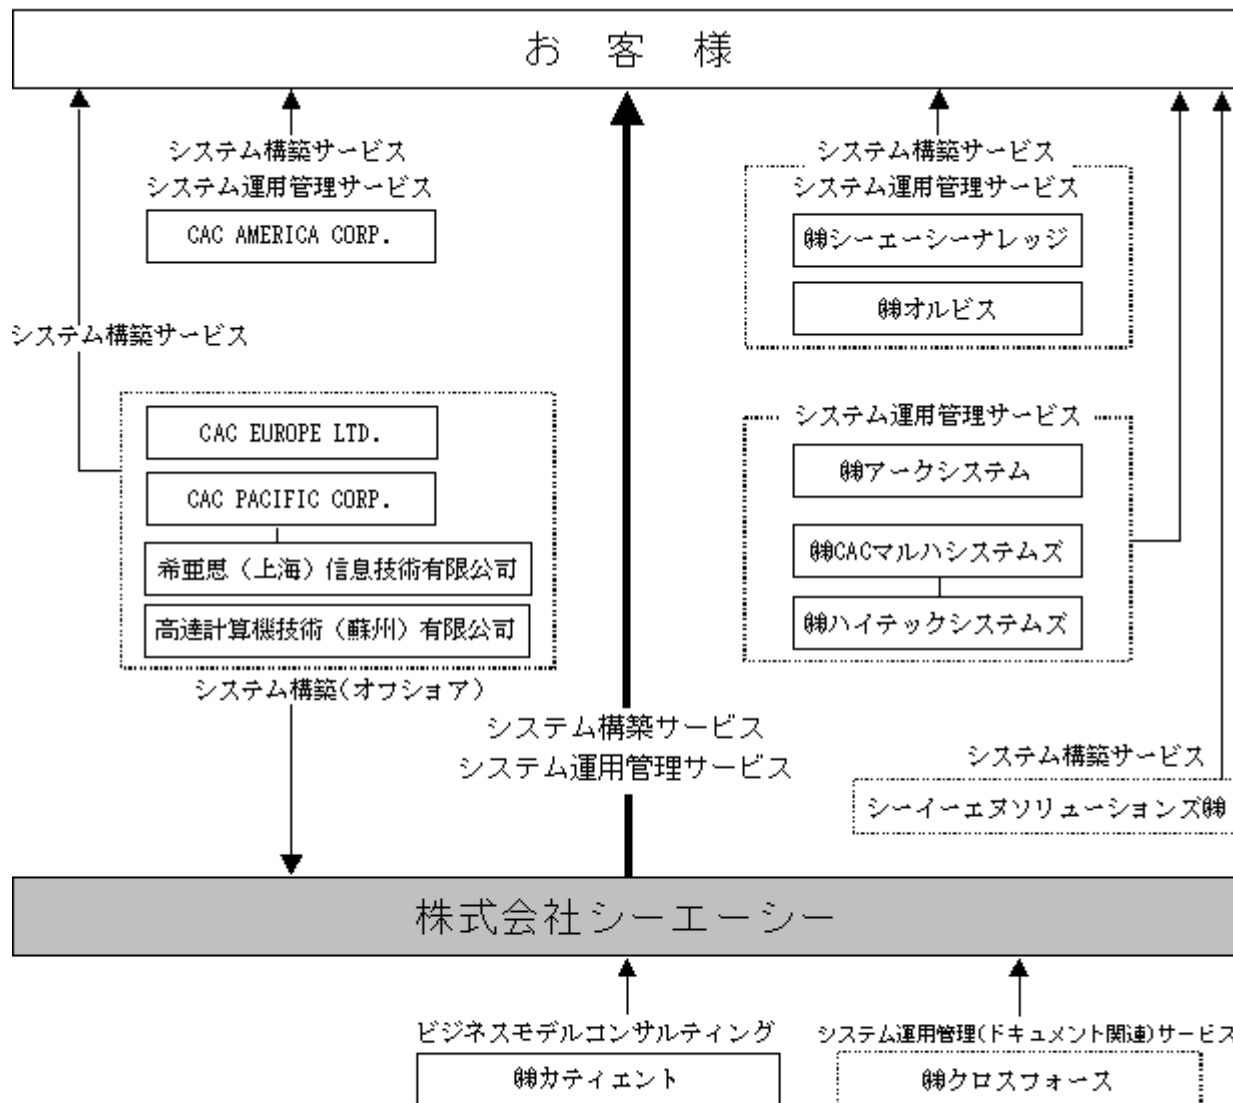 お 客 様
システム構築サービス
システム運用管理サービス
CAC AMERICA CORP.
システム構築サービス
システム運用管理サービス
㈱シーエーシーナレッジ
㈱オルビス
システム構築サービス
CAC EUROPE LTD.
CAC PACIFIC CORP.
希亜思（上海）信息技術有限公司
高達計算機技術（蘇州）有限公司
システム構築(オフショア)
システム運用管理サービス
㈱アークシステム
㈱CACマルハシステムズ
㈱ハイテックシステムズ
システム構築サービス
システム運用管理サービス
システム構築サービス
シーイーエヌソリューションズ㈱
株式会社シーエーシー
ビジネスモデルコンサルティング
㈱カティエント
システム運用管理(ドキュメント関連)サービス
㈱クロスフォース